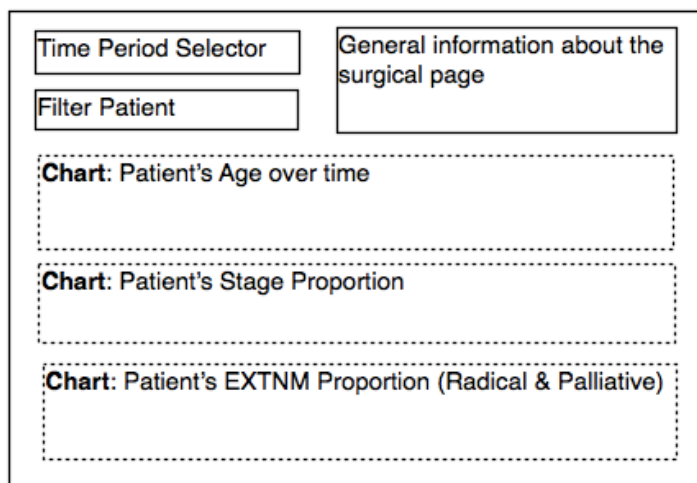 Time Period Selector
General information about the
surgical page
Filter Patient
Chart: Patient's Age over time
Chart: Patient's Stage Proportion
Chart: Patient's EXTNM Proportion (Radical & Palliative)